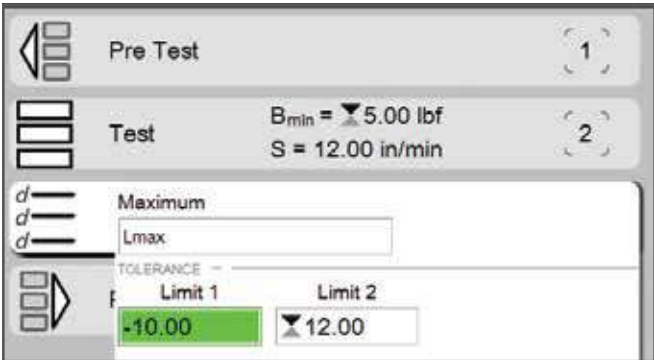 Pre Test
1
Test
Bmin = 5.00 lbf
S = 12.00 in/min
2
d
d
d
Maximum
Lmax
TOLERANCE
Limit 1
Limit 2
-10.00
12.00